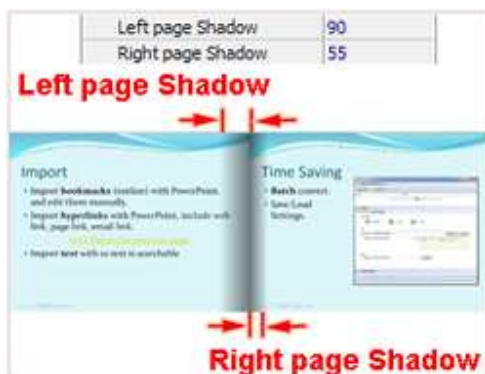 Left page Shadow 90
Right page Shadow 55
Left page Shadow
Import
• Import bookmarks (outline) with PowerPoint, and edit them manually.
• Import hyperlinks with PowerPoint, include web link, page link, email link.
• Import text with so text is searchable
Time Saving
• Batch convert.
• Save/Load Settings.
Right page Shadow